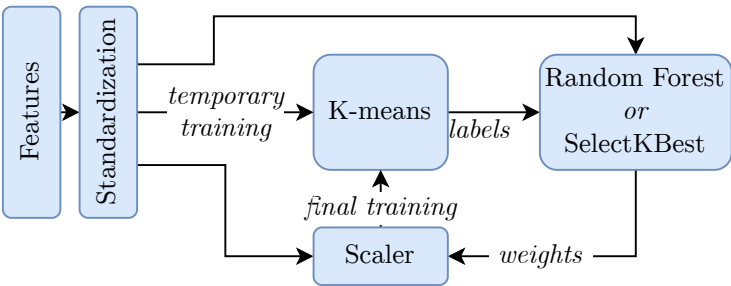 Features
Standardization
temporary
training
K-means
labels
Random Forest
or
SelectKBest
final training
Scaler
weights